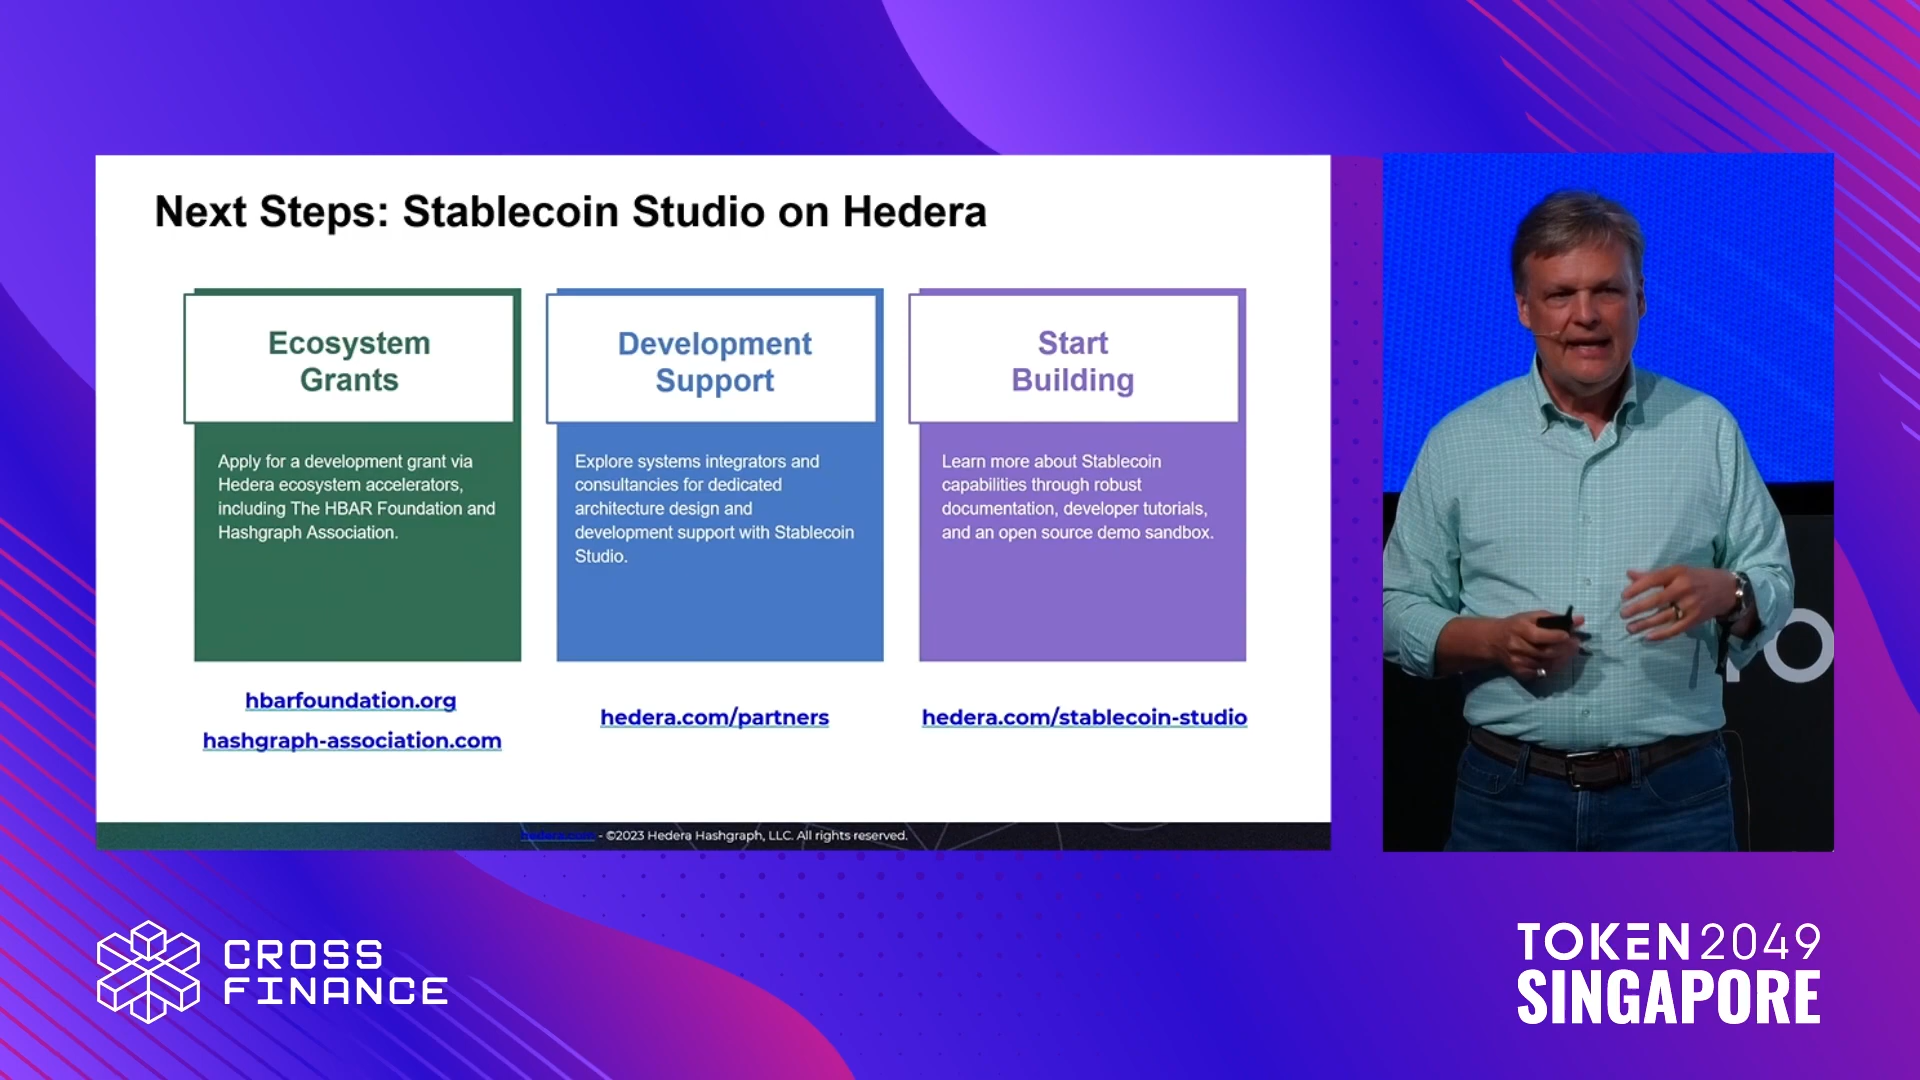 Next Steps: Stablecoin Studio on Hedera
Ecosystem
Grants
Apply for a development grant via
Hedera ecosystem accelerators,
including The HBAR Foundation and
Hashgraph Association.
hbarfoundation.org
hashgraph-association.com
Development
Support
Explore systems integrators and
consultancies for dedicated
architecture design and
development support with Stablecoin
Studio.
hedera.com/partners
Start
Building
Learn more about Stablecoin
capabilities through robust
documentation, developer tutorials,
and an open source demo sandbox.
hedera.com/stablecoin-studio
hedera.com - ©2023 Hedera Hashgraph, LLC. All rights reserved.
CROSS
FINANCE
TOKEN2049
SINGAPORE